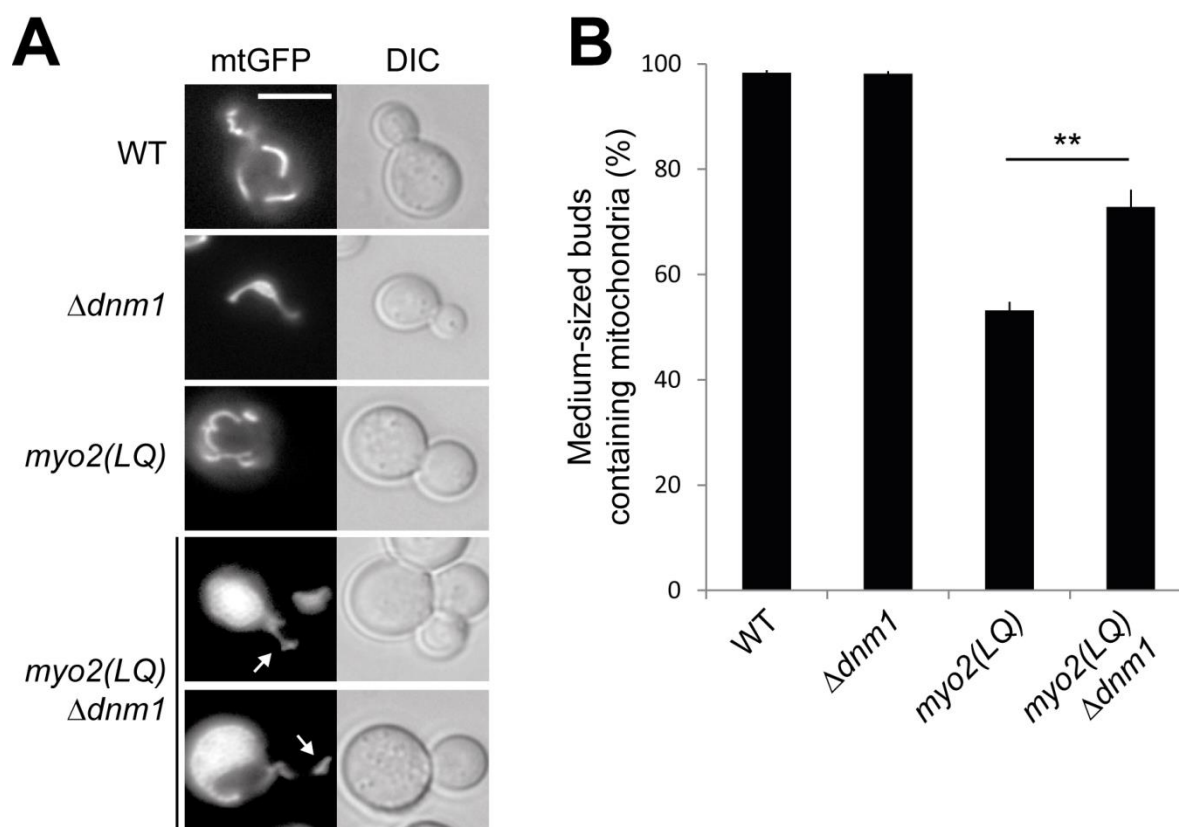 A
mtGFP DIC
WT
Δdnm1
myo2(LQ)
myo2(LQ)
Δdnm1
B
Medium-sized buds
containing mitochondria (%)
100
80
60
40
20
0
**
WT
Δdnm1
myo2(LQ)
myo2(LQ)
Δdnm1